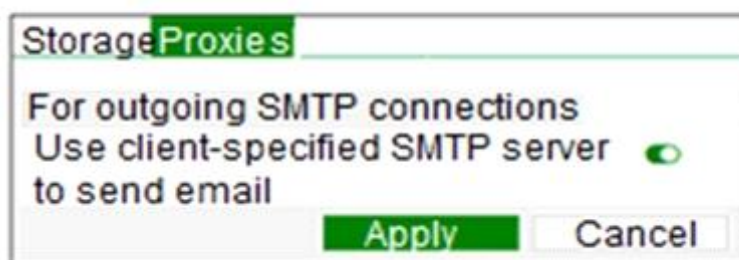 Storage Proxies
For outgoing SMTP connections
Use client-specified SMTP server
to send email
Apply Cancel